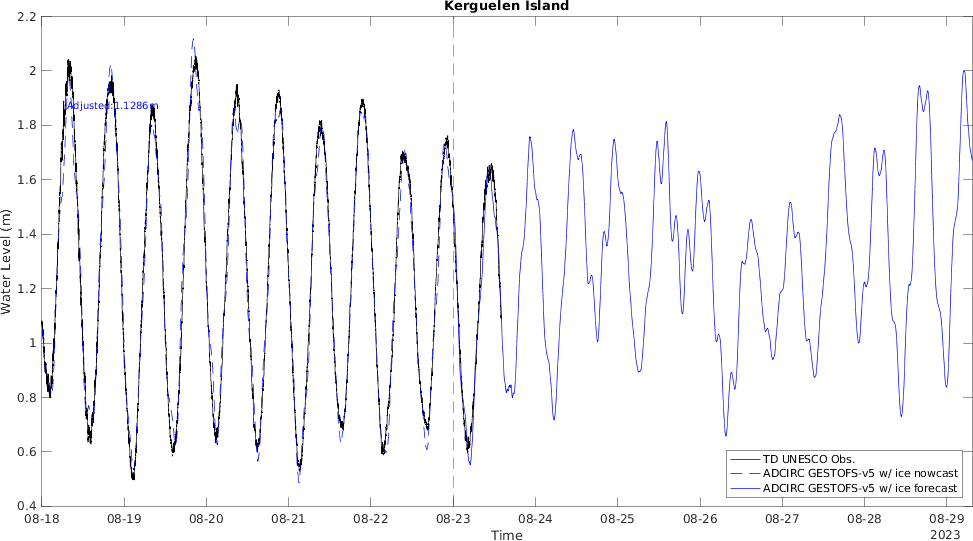 Kerguelen Island
2.2
2
1.8
1.6
1.4
1.2
1
0.8
0.6
0.4
Water Level (m)
Adjusted:1.1286m
TD UNESCO Obs.
ADCIRC GESTOFS-v5 w/ ice nowcast
ADCIRC GESTOFS-v5 w/ ice forecast
08-18 08-19 08-20 08-21 08-22 08-23 08-24 08-25 08-26 08-27 08-28 08-29
Time
2023